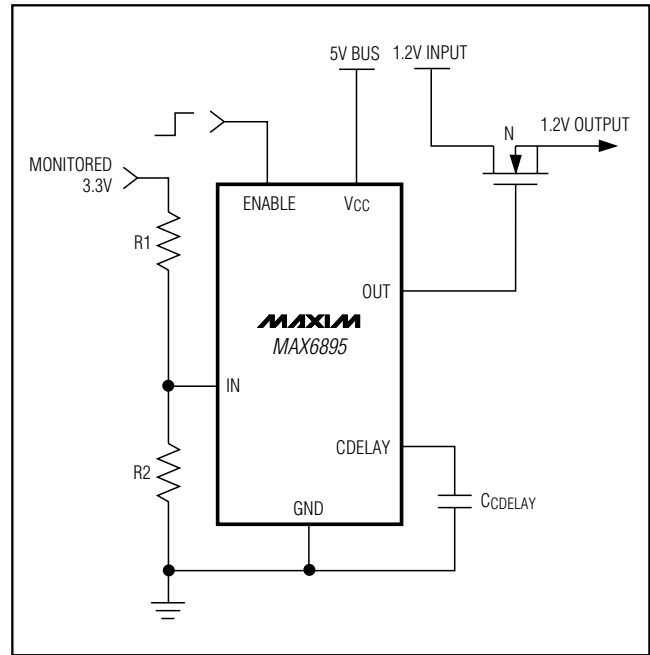 5V BUS
1.2V INPUT
N
1.2V OUTPUT
MONITORED
3.3V
ENABLE
VCC
R1
OUT
MAXIM
MAX6895
IN
CDELAY
R2
CCDELAY
GND